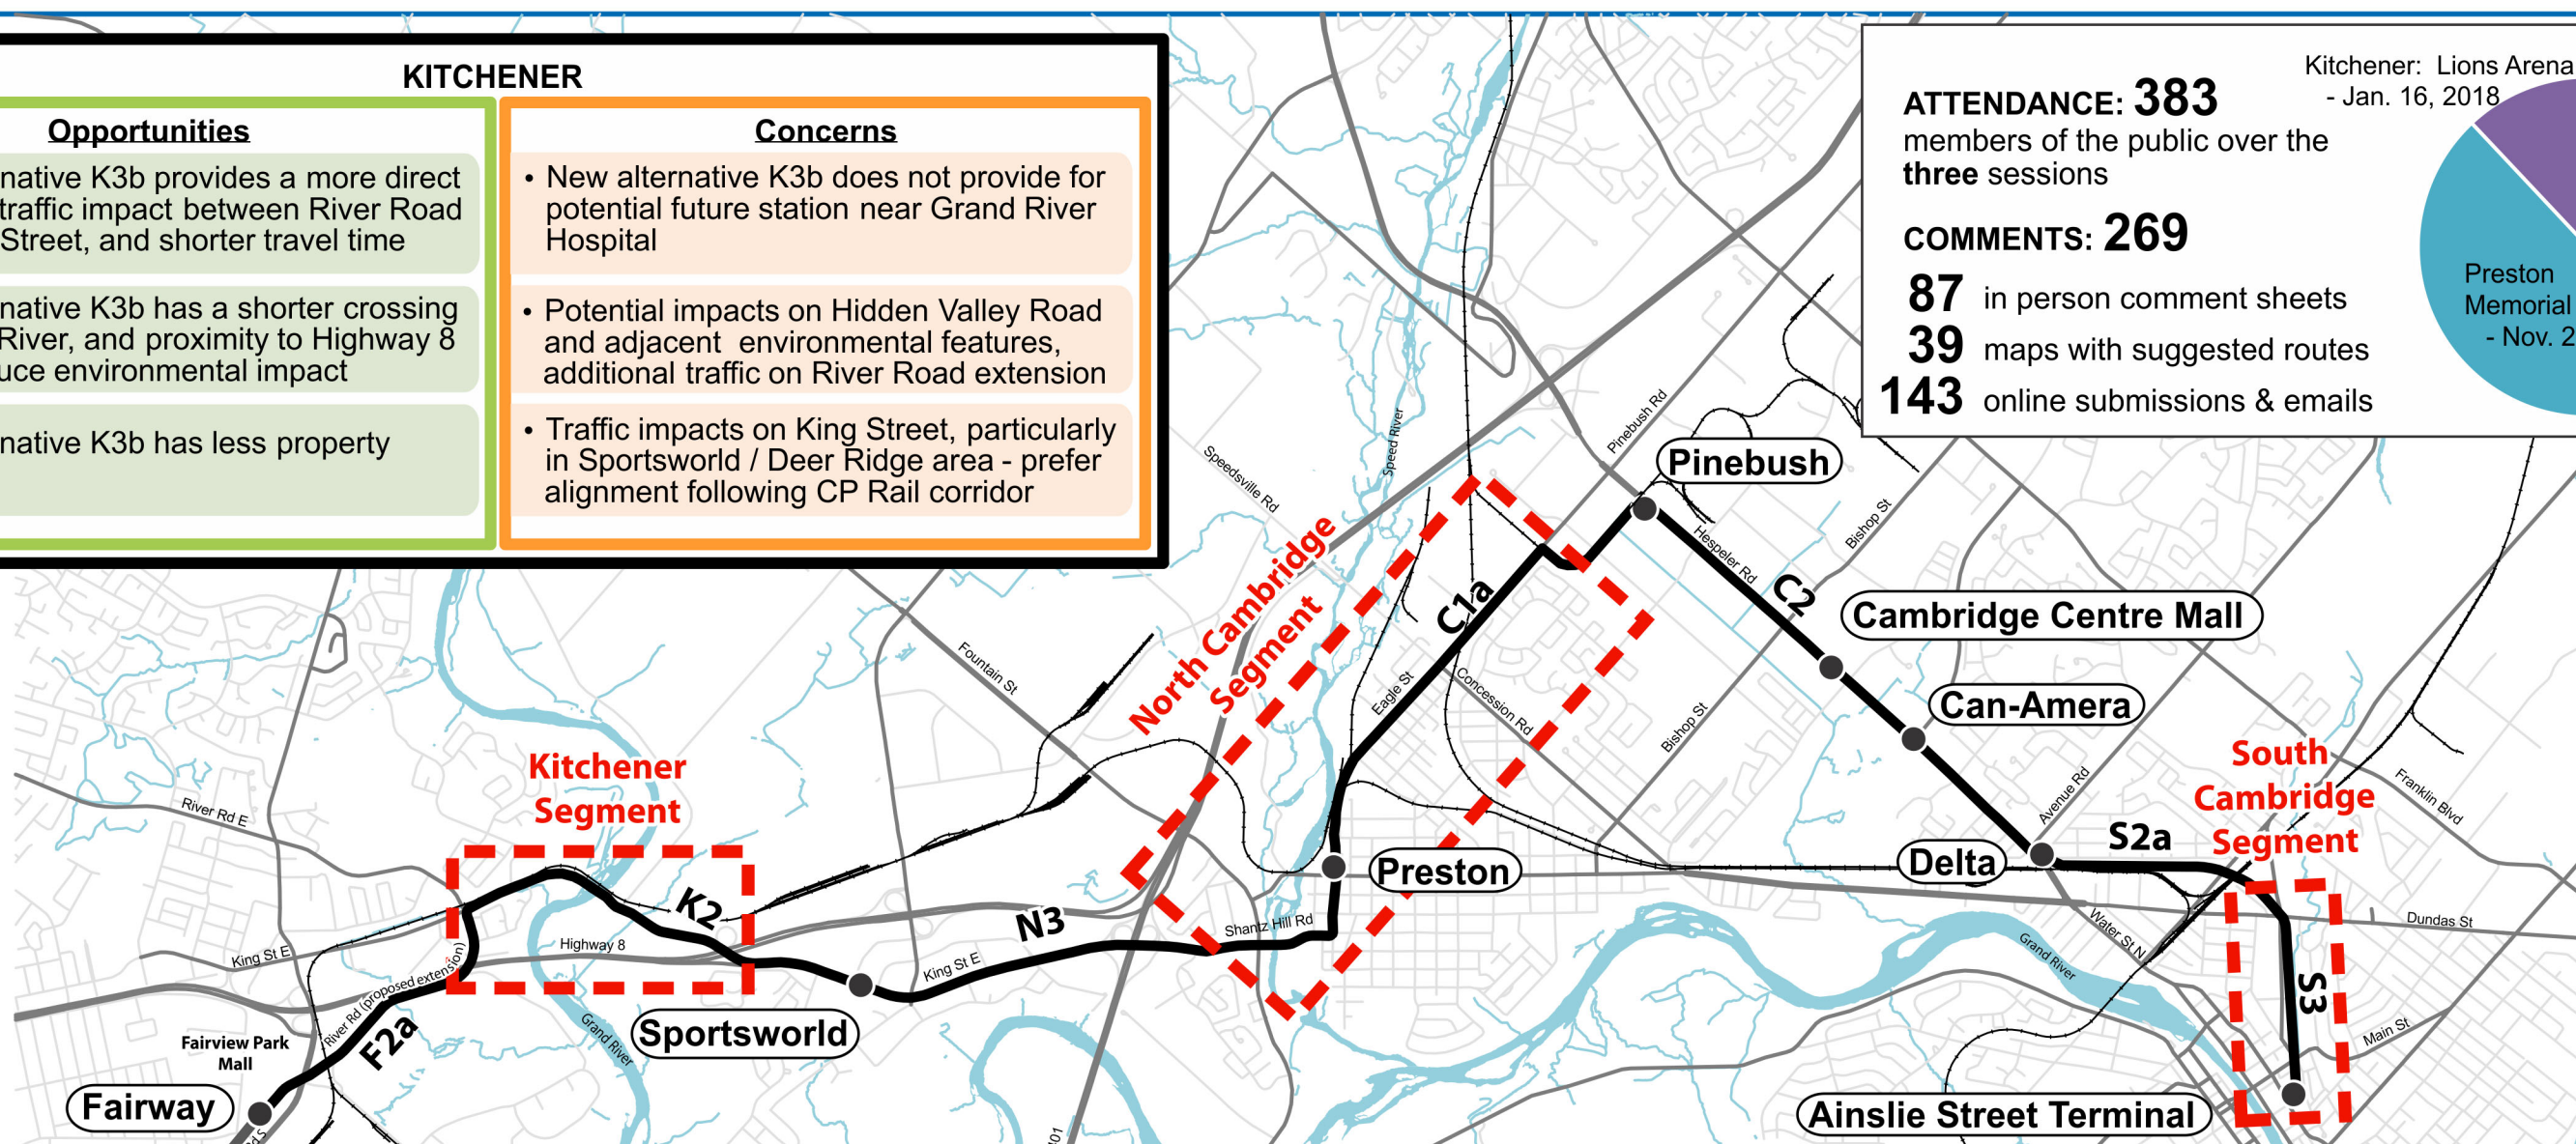 KITCHENER
Opportunities
native K3b provides a more direct
traffic impact between River Road
Street, and shorter travel time
native K3b has a shorter crossing
River, and proximity to Highway 8
uce environmental impact
native K3b has less property
Concerns
• New alternative K3b does not provide for
potential future station near Grand River
Hospital
• Potential impacts on Hidden Valley Road
and adjacent environmental features,
additional traffic on River Road extension
• Traffic impacts on King Street, particularly
in Sportsworld / Deer Ridge area - prefer
alignment following CP Rail corridor
ATTENDANCE: 383
members of the public over the
three sessions
COMMENTS: 269
87 in person comment sheets
39 maps with suggested routes
143 online submissions & emails
Kitchener: Lions Arena
- Jan. 16, 2018
Preston
Memorial
- Nov. 2
Speed River
Pinebush Rd
Pinebush
Speedsville Rd
Bishop St
Hespeler Rd
North Cambridge
Segment
C1a
C2
Cambridge Centre Mall
Fountain St
Eagle St
Concession Rd
Bishop St
Can-Amera
Kitchener
Segment
South
Cambridge
Segment
Franklin Blvd
Avenue Rd
River Rd E
S2a
Delta
Preston
K2
N3
Shantz Hill Rd
Dundas St
Water St N
Grand River
Highway 8
King St E
King St E
River Rd (proposed extension)
S3
F2a
Sportsworld
Grand River
Main St
Fairview Park
Mall
Fairway
Ainslie Street Terminal
Rd S
01